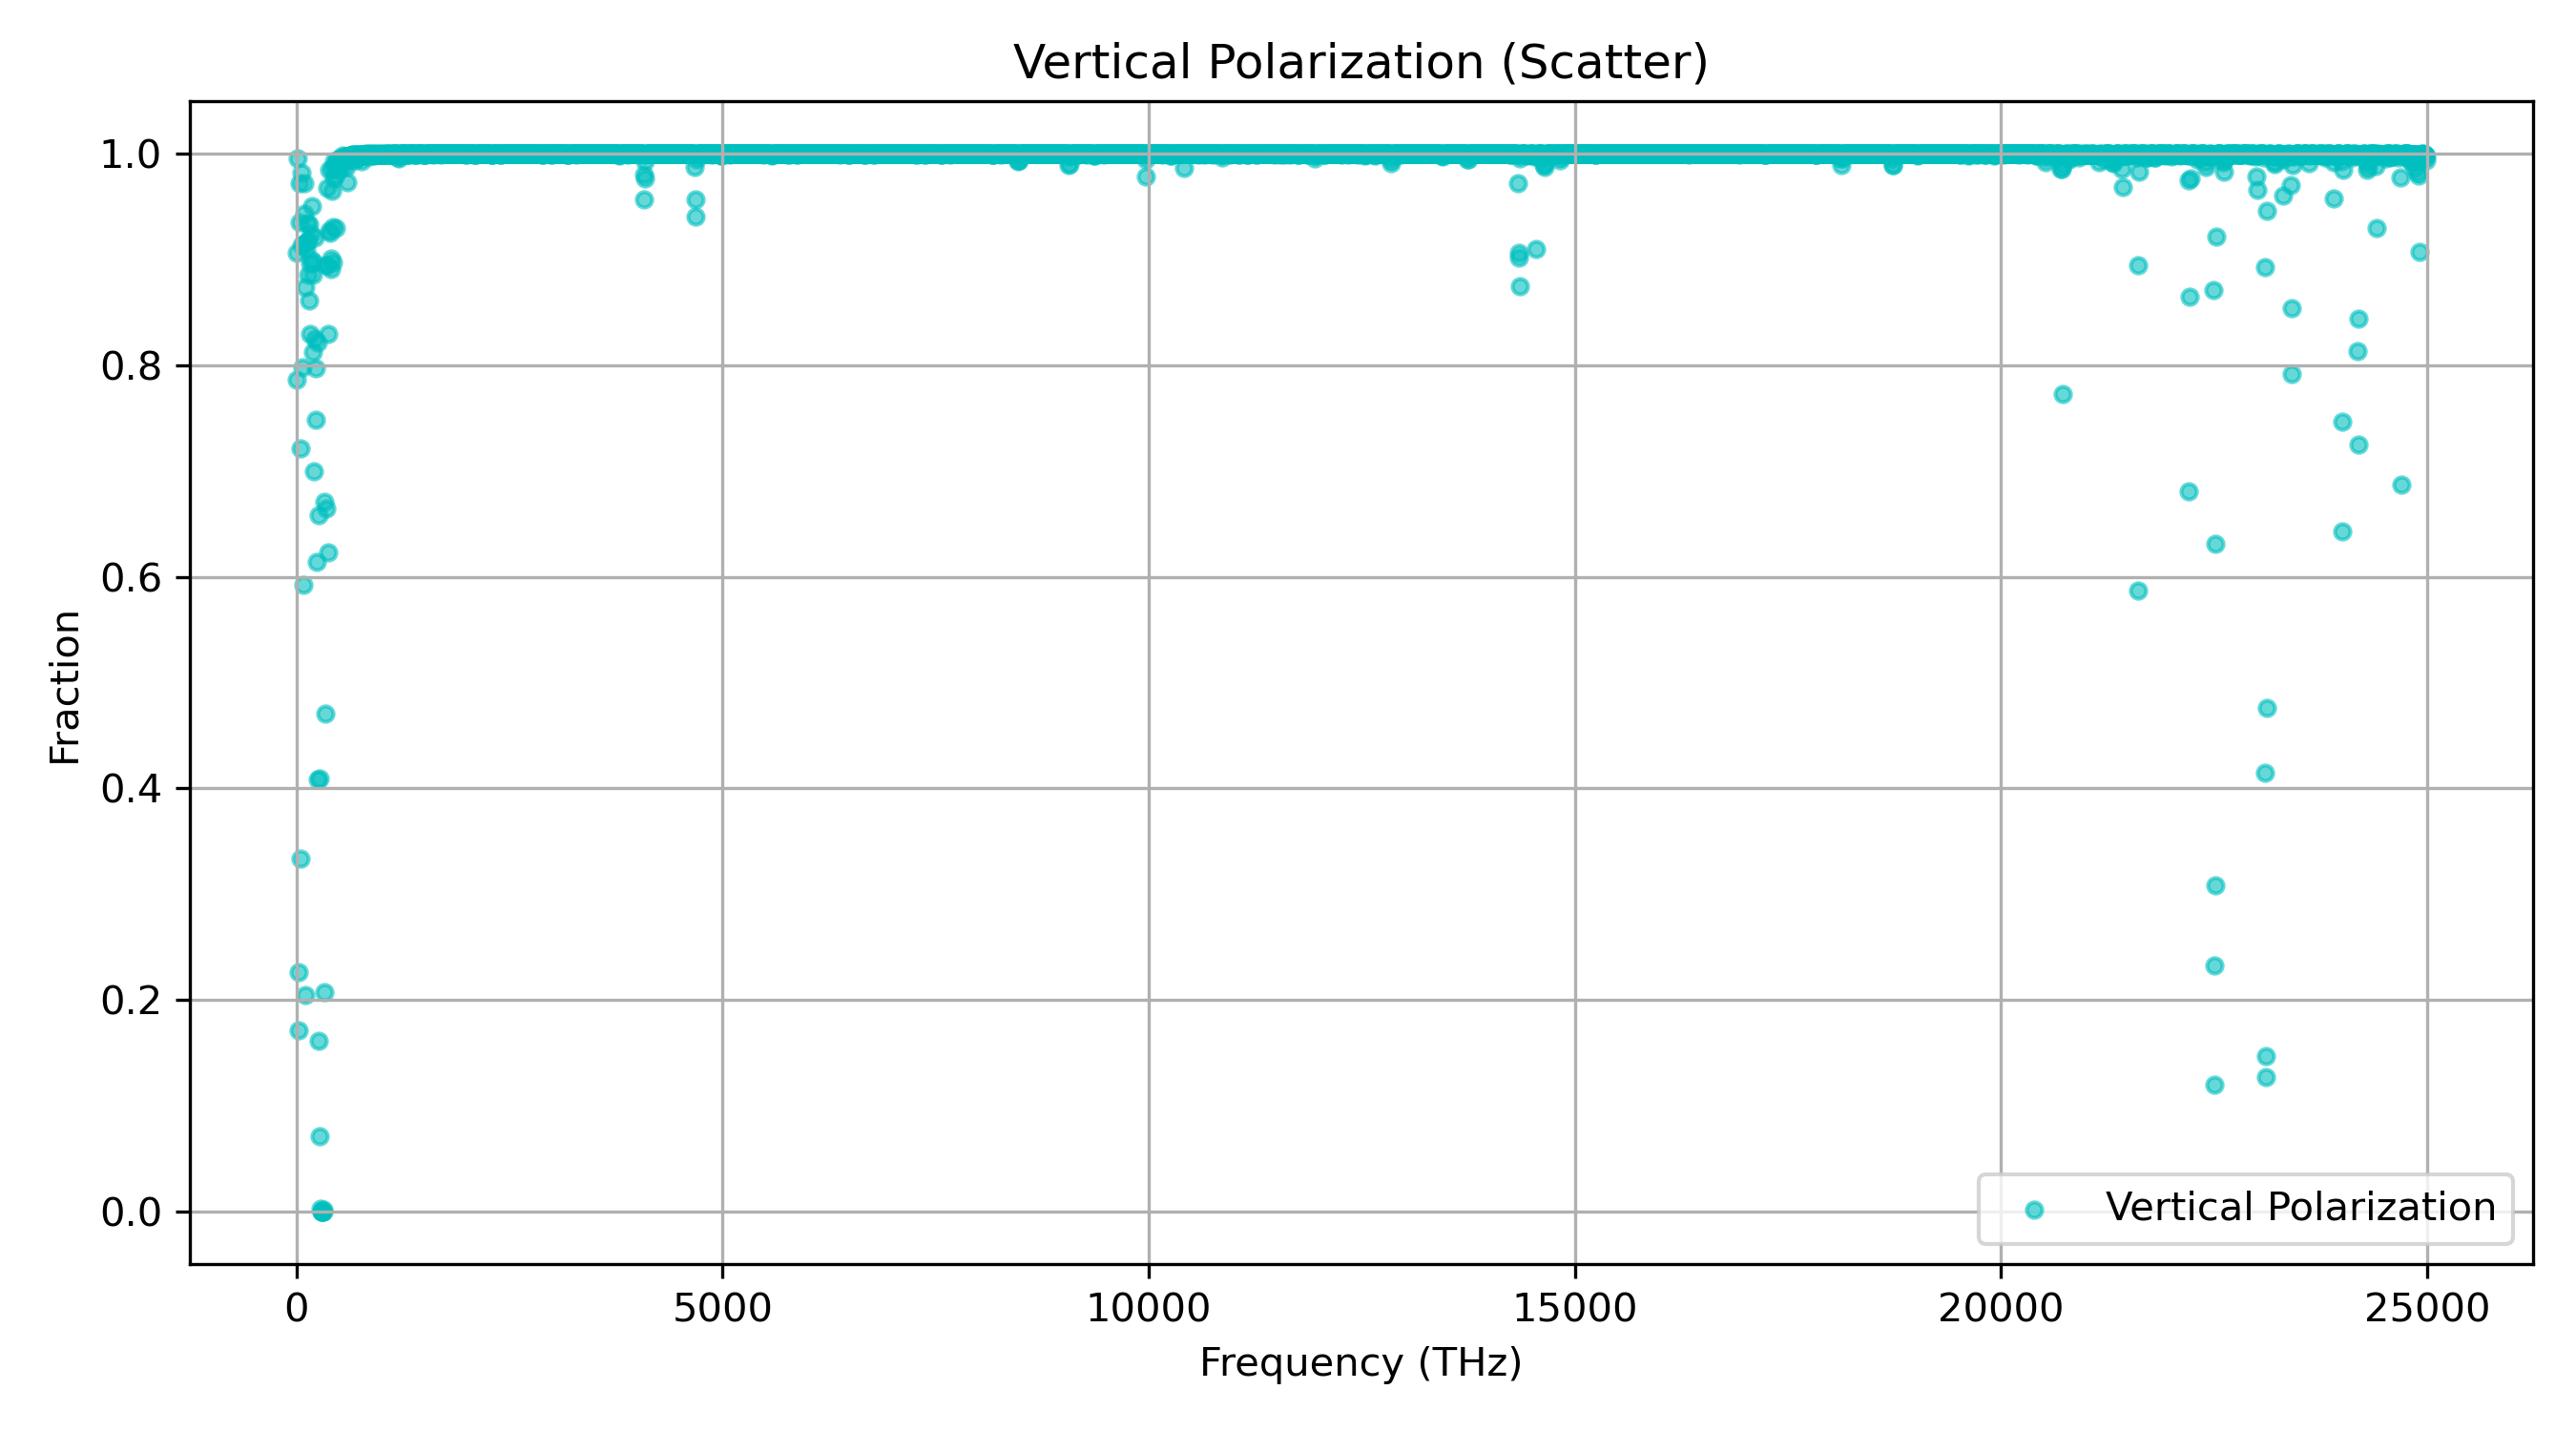 Vertical Polarization (Scatter)
1.0
0.8
0.6
0.4
0.2
0.0
Fraction
Vertical Polarization
0 5000 10000 15000 20000 25000
Frequency (THz)